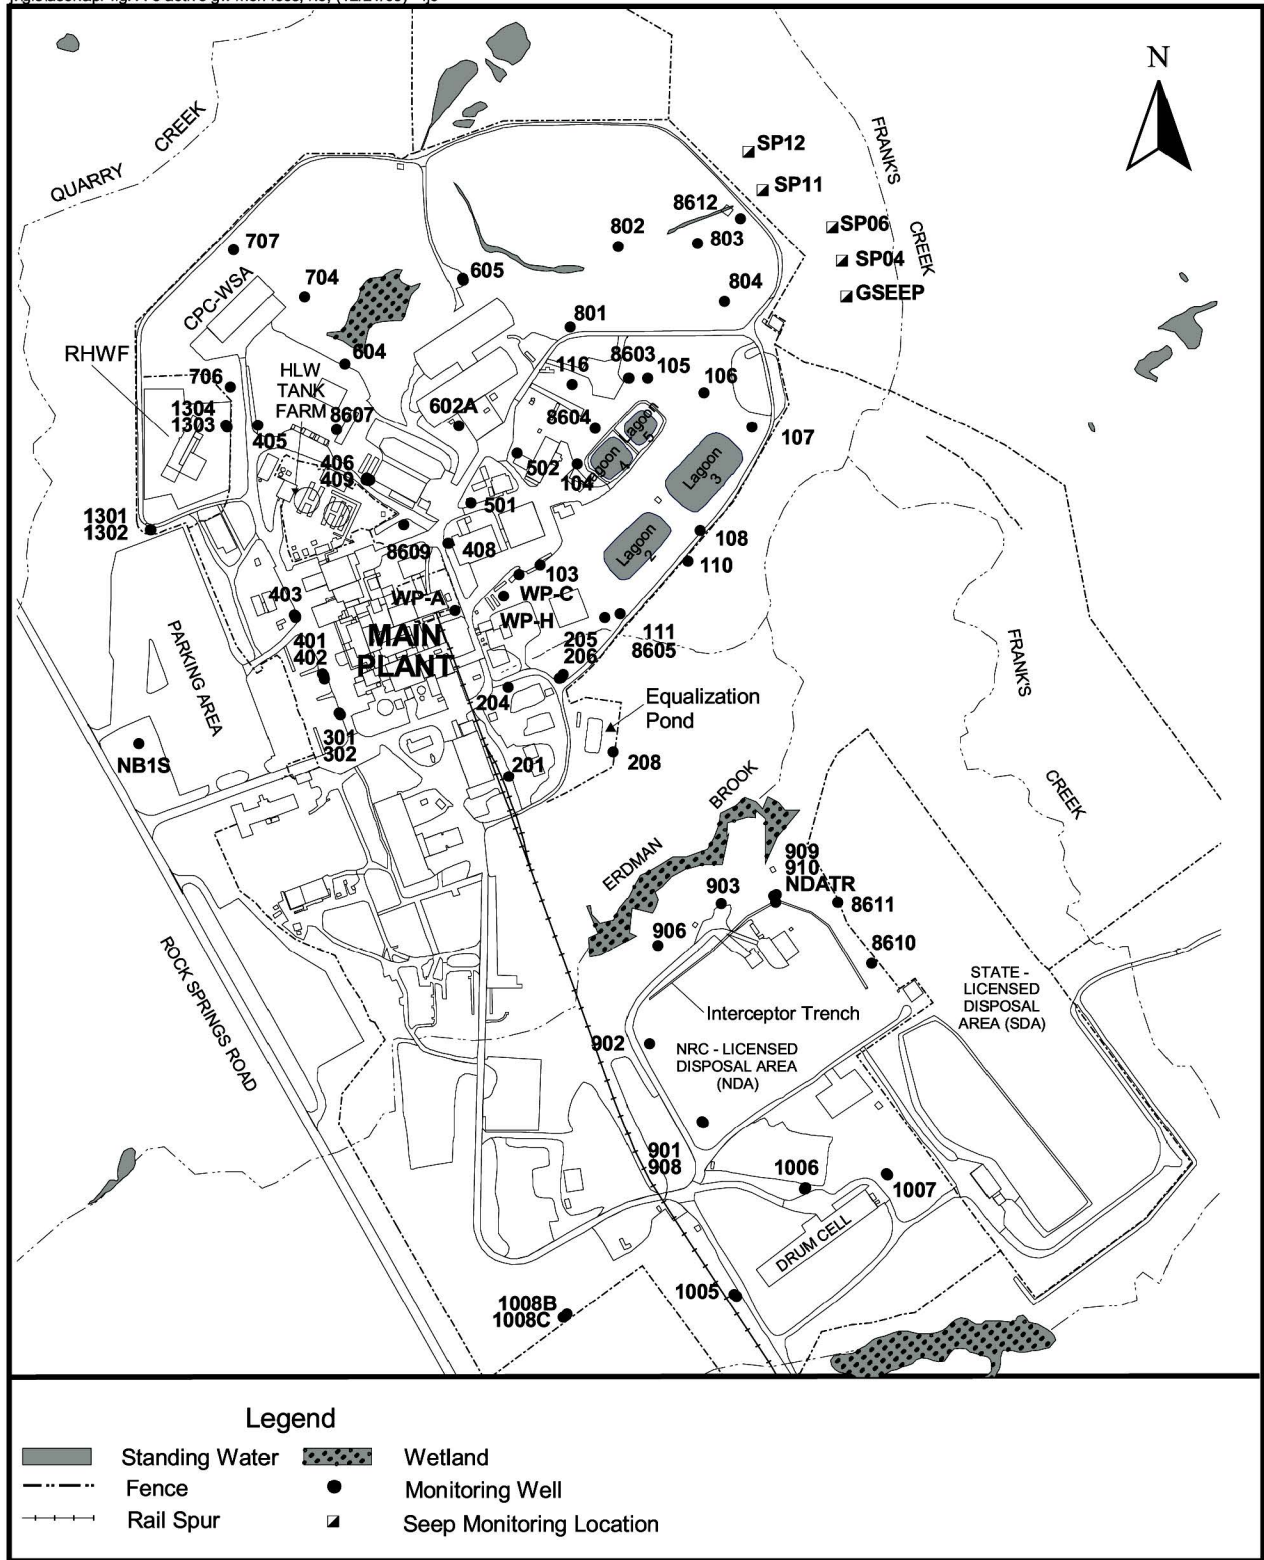 N
SP12
SP11
SP06
SP04
GSEEP
FRANK'S
CREEK
QUARRY
CREEK
8612
802
803
804
707
704
605
801
CPC-WSA
RHWF
604
HLW
TANK
FARM
8603
105
116
106
706
1304
1303
405
8607
602A
8604
Lagoon
5
Lagoon
4
Lagoon
3
107
406
409
502
104
501
1301
1302
8609
408
Lagoon
2
108
110
103
WP-C
WP-A
WP-H
403
MAIN
PLANT
401
402
205
206
111
8605
PARKING AREA
204
Equalization
Pond
301
302
NB1S
201
208
FRANK'S
CREEK
ERDMAN
BROOK
909
910
NDATR
903
8611
906
8610
ROCK SPRINGS ROAD
STATE -
LICENSED
DISPOSAL
AREA (SDA)
Interceptor Trench
902
NRC - LICENSED
DISPOSAL AREA
(NDA)
901
908
1006
1007
DRUM CELL
1005
1008B
1008C
Legend
Standing Water
Wetland
Fence
Monitoring Well
Rail Spur
Seep Monitoring Location